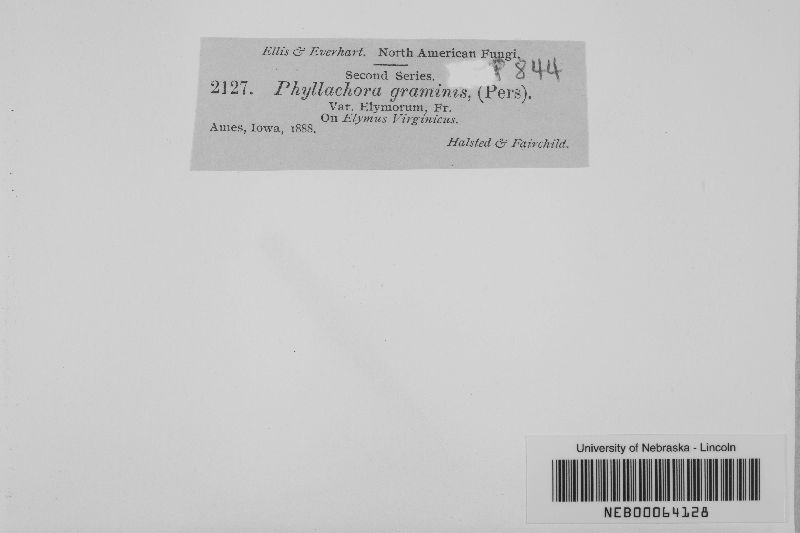 Ellis & Everhart. North American Fungi.
Second Series.
P 844
2127. Phyllachora graminis, (Pers).
Var. Elymorum, Fr.
On Elymus Virginicus.
Ames, Iowa, 1888.
Halsted & Fairchild.
University of Nebraska - Lincoln
NEB00064128